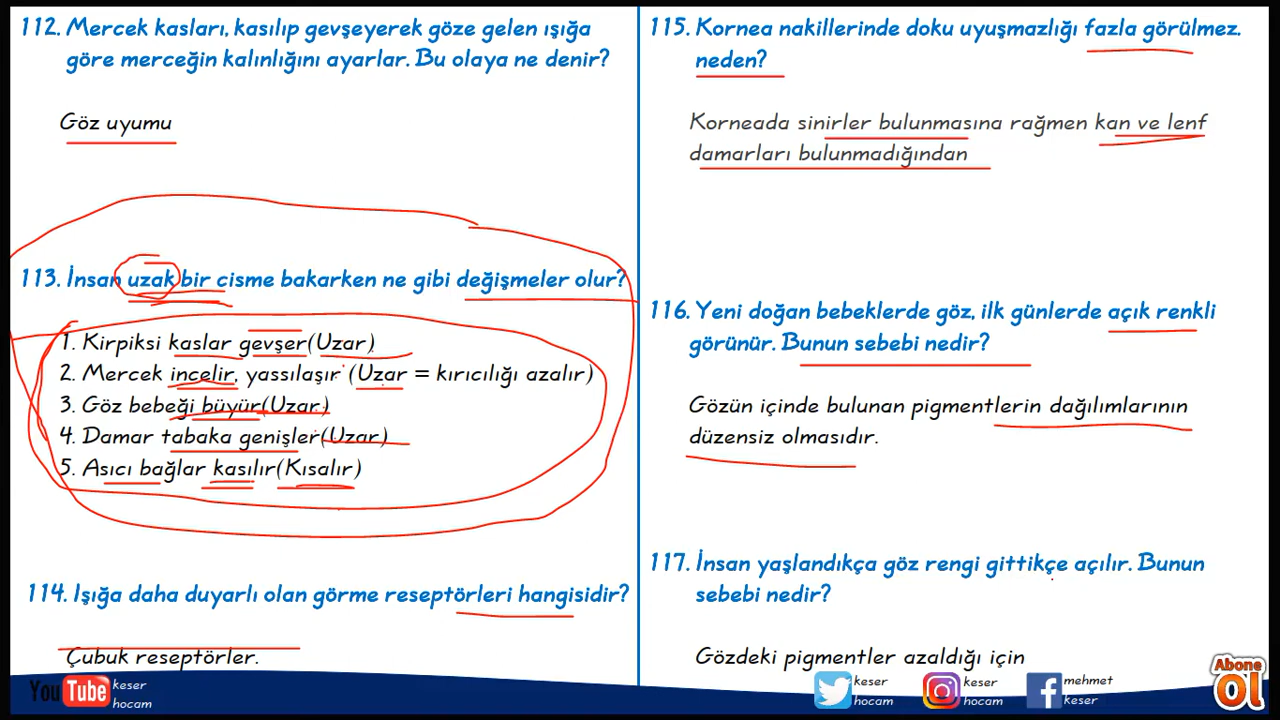 112. Mercek kasları, kasılıp gevşeyerek göze gelen ışığa
göre merceğin kalınlığını ayarlar. Bu olaya ne denir?
Göz uyumu
113. İnsan uzak bir cisme bakarken ne gibi değişmeler olur?
1. Kirpiksi kaslar gevşer(Uzar)
2. Mercek incelir, yassılaşır (Uzar = kırıcılığı azalır)
3. Göz bebeği büyür(Uzar)
4. Damar tabaka genişler(Uzar)
5. Asıcı bağlar kasılır(Kısalır)
114. Işığa daha duyarlı olan görme reseptörleri hangisidir?
Çubuk reseptörler.
115. Kornea nakillerinde doku uyuşmazlığı fazla görülmez.
neden?
Korneada sinirler bulunmasına rağmen kan ve lenf
damarları bulunmadığından
116. Yeni doğan bebeklerde göz, ilk günlerde açık renkli
görünür. Bunun sebebi nedir?
Gözün içinde bulunan pigmentlerin dağılımlarının
düzensiz olmasıdır.
117. İnsan yaşlandıkça göz rengi gittikçe açılır. Bunun
sebebi nedir?
Gözdeki pigmentler azaldığı için
YouTube keser
hocam
keser
hocam
keser
hocam
mehmet
keser
Abone
OL